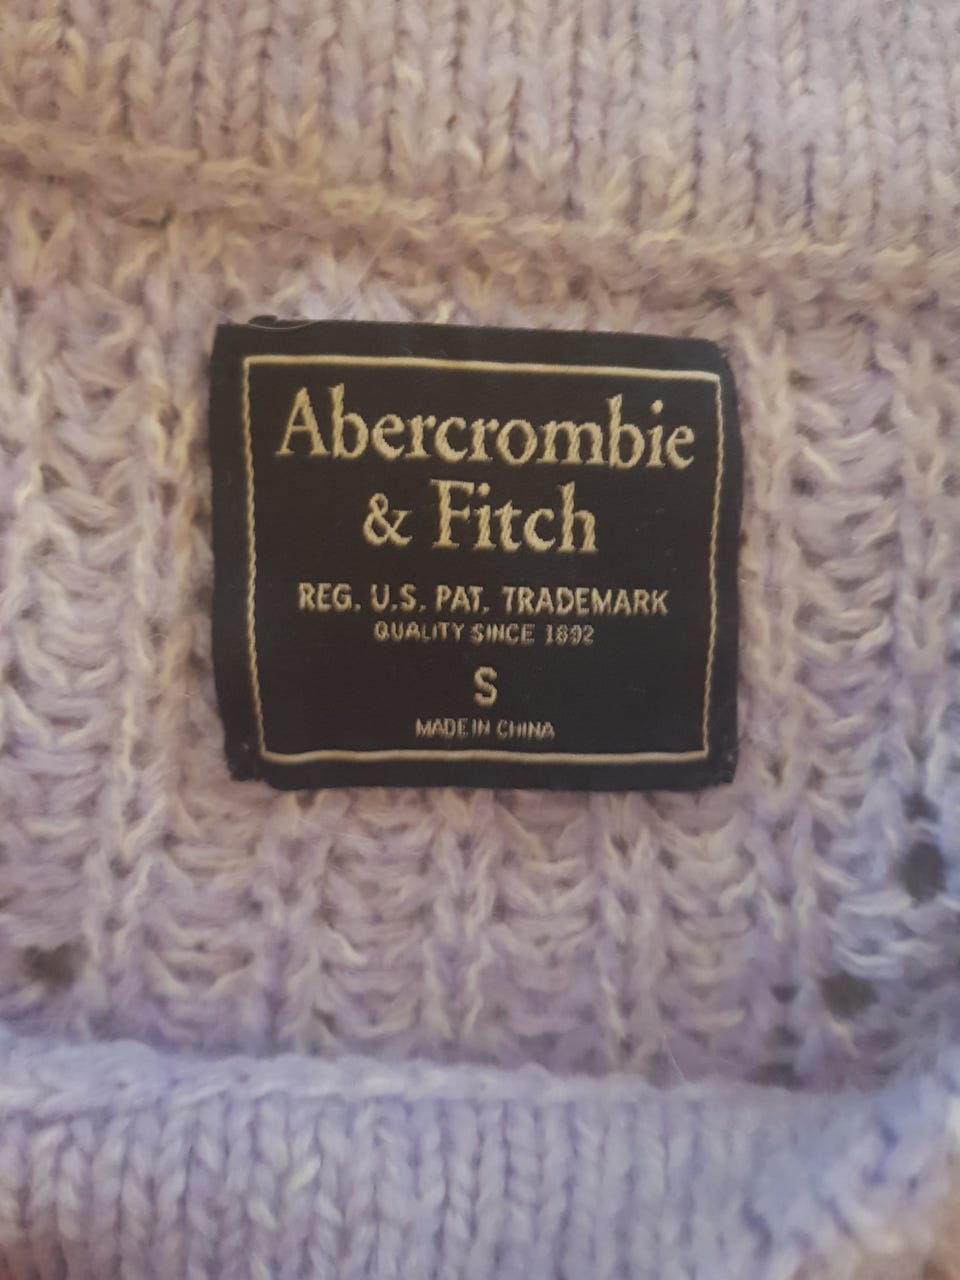 Abercrombie
& Fitch
REG. U.S. PAT. TRADEMARK
QUALITY SINCE 1892
S
MADE IN CHINA